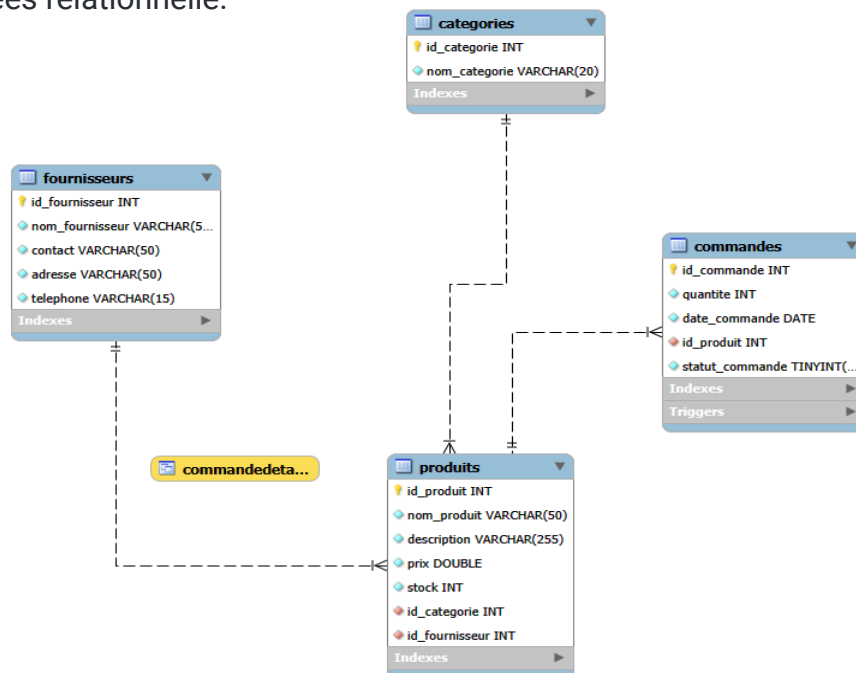 ées relationnelle.
categories
id_categorie INT
nom_categorie VARCHAR(20)
Indexes
fournisseurs
id_fournisseur INT
nom_fournisseur VARCHAR(5...
contact VARCHAR(50)
adresse VARCHAR(50)
telephone VARCHAR(15)
Indexes
commandes
id_commande INT
quantite INT
date_commande DATE
id_produit INT
statut_commande TINYINT(...
Indexes
Triggers
commandedeta...
produits
id_produit INT
nom_produit VARCHAR(50)
description VARCHAR(255)
prix DOUBLE
stock INT
id_categorie INT
id_fournisseur INT
Indexes